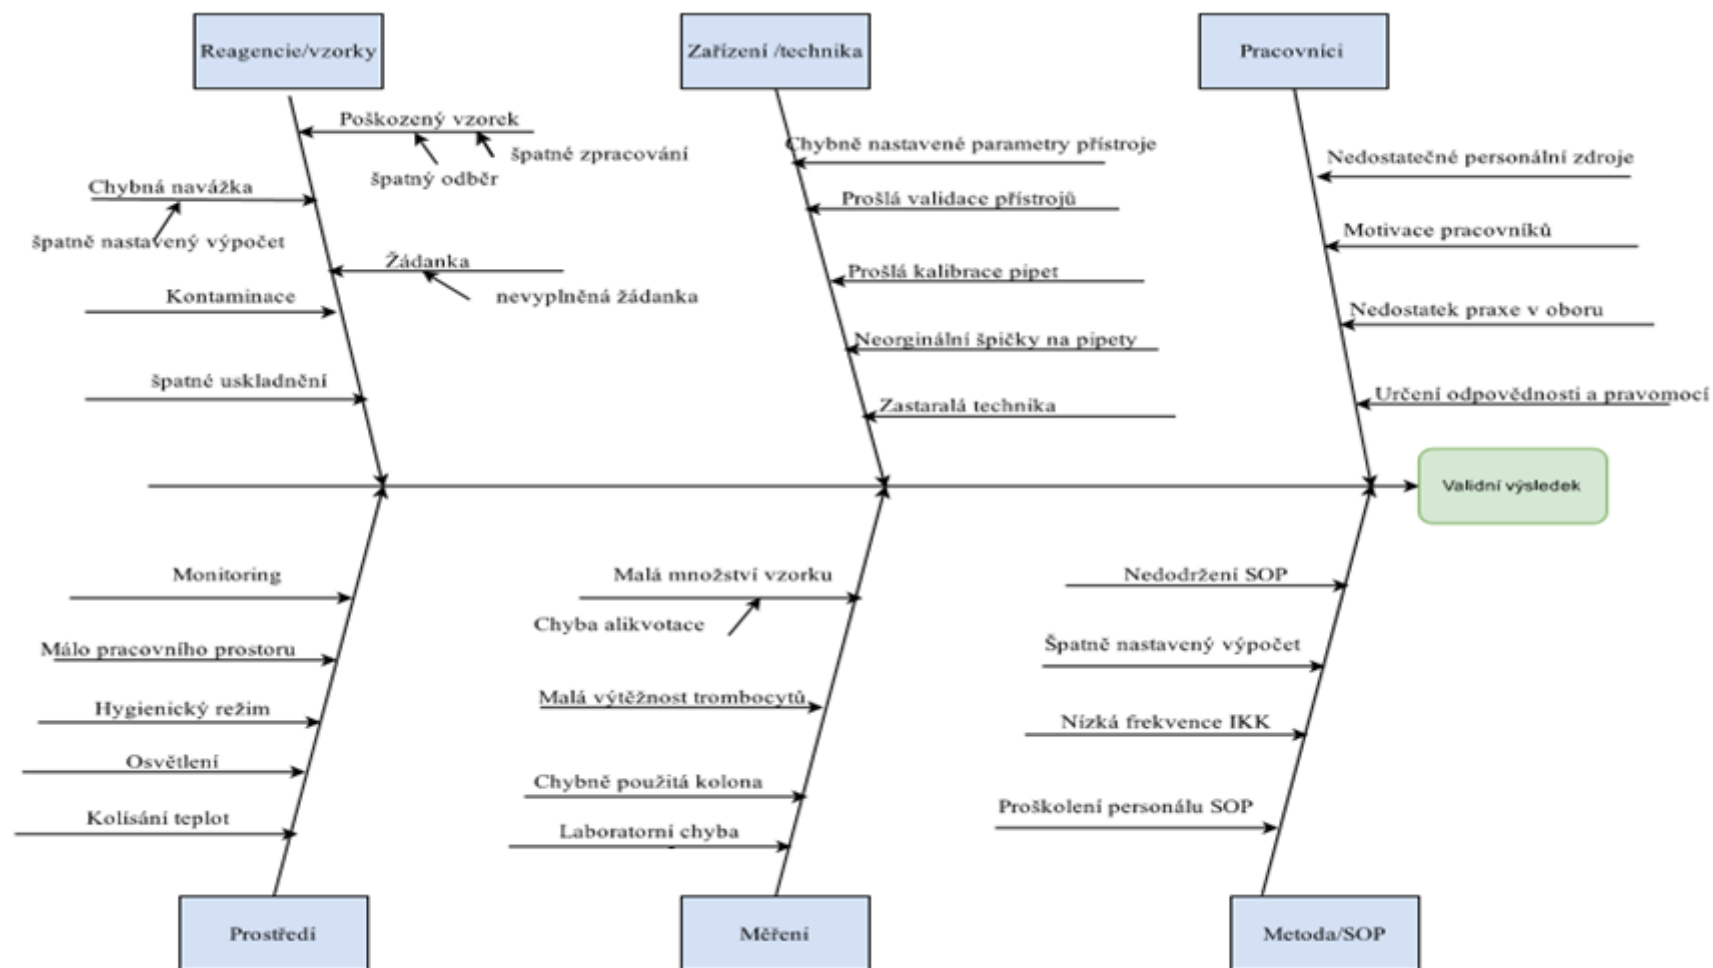 Reagencie/vzorky
Zařízení /technika
Pracovníci
Poškozený vzorek
špatné zpracování
špatný odběr
Chybná navážka
špatně nastavený výpočet
Žádanka
nevyplněná žádanka
Kontaminace
špatné uskladnění
Chybně nastavené parametry přístroje
Prošlá validace přístrojů
Prošlá kalibrace pipet
Neorginální špičky na pipety
Zastaralá technika
Nedostatečné personální zdroje
Motivace pracovníků
Nedostatek praxe v oboru
Určení odpovědnosti a pravomocí
Validní výsledek
Monitoring
Málo pracovního prostoru
Hygienický režim
Osvětlení
Kolísání teplot
Malá množství vzorku
Chyba alikvotace
Malá výtěžnost trombocytů
Chybně použitá kolona
Laboratorní chyba
Nedodržení SOP
Špatně nastavený výpočet
Nízká frekvence IKK
Proškolení personálu SOP
Prostředí
Měření
Metoda/SOP